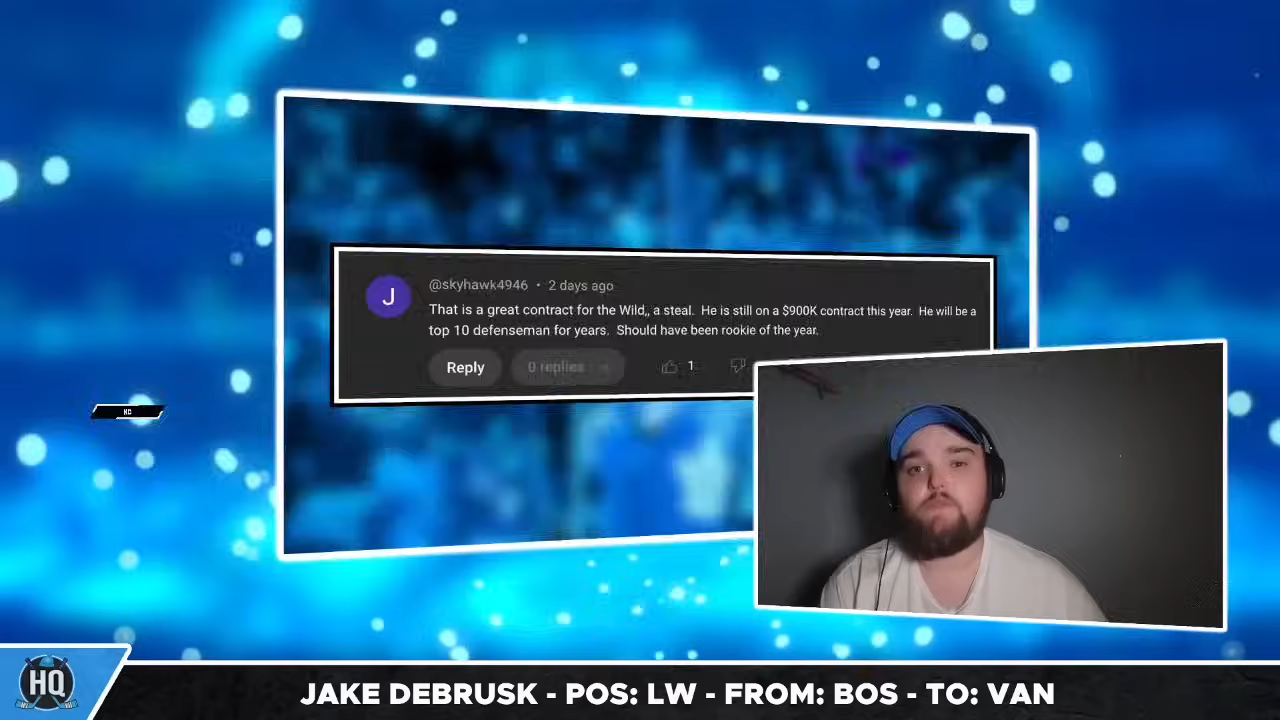 J
@skyhawk4946 • 2 days ago
That is a great contract for the Wild,, a steal. He is still on a $900K contract this year. He will be a
top 10 defenseman for years. Should have been rookie of the year.
Reply
0 replies
1
HQ
JAKE DEBRUSK - POS: LW - FROM: BOS - TO: VAN